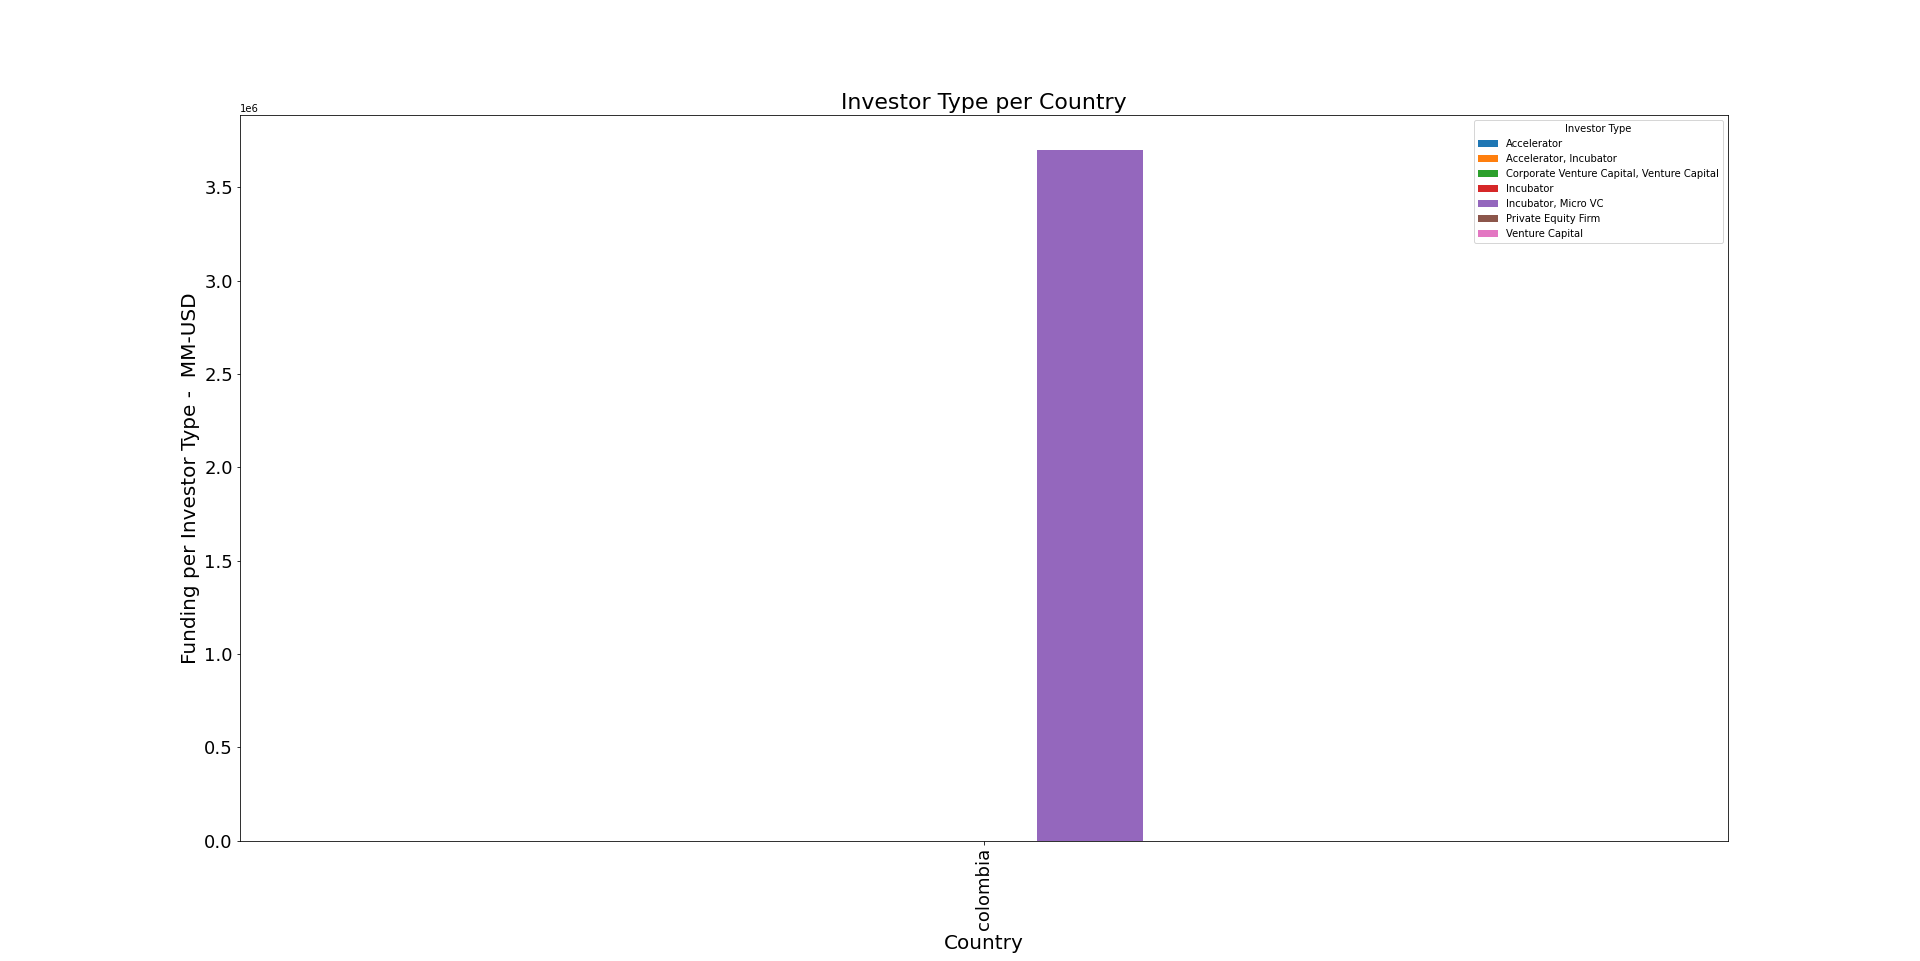 Investor Type per Country
1e6
Investor Type
Accelerator
Accelerator, Incubator
Corporate Venture Capital, Venture Capital
Incubator
Incubator, Micro VC
Private Equity Firm
Venture Capital
Funding per Investor Type -  MM-USD
3.5
3.0
2.5
2.0
1.5
1.0
0.5
0.0
colombia
Country